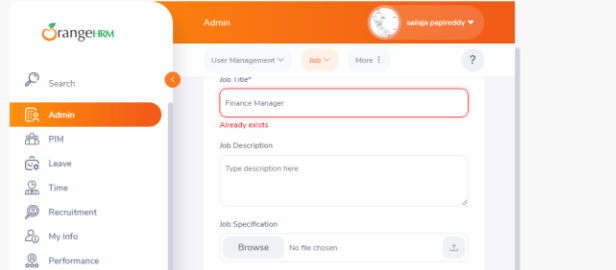 OrangeHRM
Admin
sailaja papireddy
Search
User Management
Job
More
?
Admin
PIM
Leave
Time
Recruitment
My Info
Performance
Job Title*
Finance Manager
Already exists
Job Description
Type description here
Job Specification
Browse
No file chosen